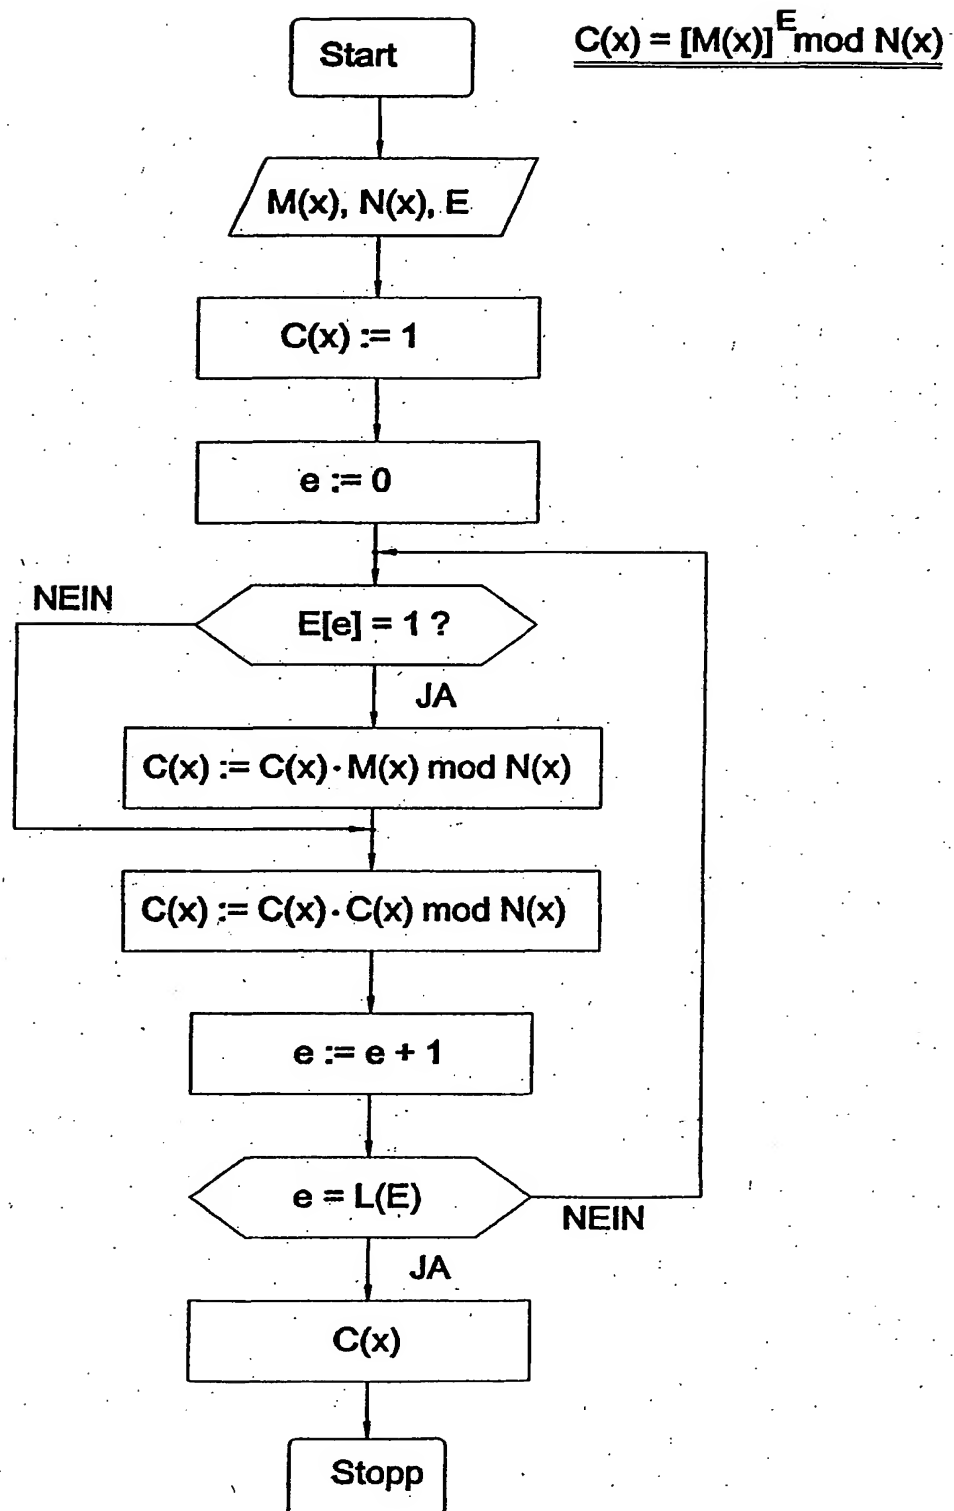 Start
C(x) = [M(x)]^E mod N(x)
M(x), N(x), E
C(x) := 1
e := 0
NEIN
E[e] = 1 ?
JA
C(x) := C(x) · M(x) mod N(x)
C(x) := C(x) · C(x) mod N(x)
e := e + 1
e = L(E)
NEIN
JA
C(x)
Stopp